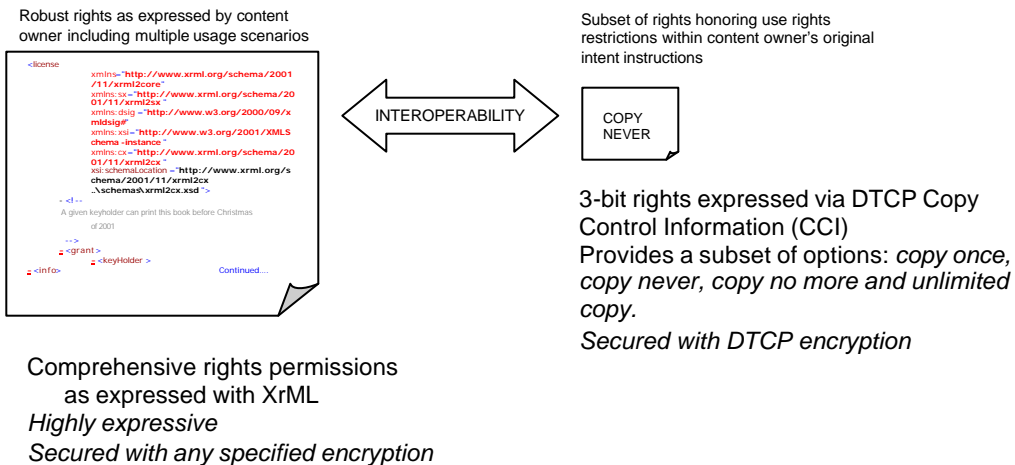 Robust rights as expressed by content
owner including multiple usage scenarios
<license
xmlns="http://www.xrml.org/schema/2001
/11/xrml2core"
xmlns:sx="http://www.xrml.org/schema/20
01/11/xrml2sx "
xmlns:dsig ="http://www.w3.org/2000/09/x
mldsig#"
xmlns:xsi="http://www.w3.org/2001/XMLS
chema -instance "
xmlns:cx="http://www.xrml.org/schema/20
01/11/xrml2cx "
xsi:schemaLocation ="http://www.xrml.org/s
chema/2001/11/xrml2cx
..\schemas\xrml2cx.xsd ">
- <!--
A given keyholder can print this book before Christmas
of 2001
-->
- <grant>
- <keyHolder >
- <info> Continued....
Comprehensive rights permissions
as expressed with XrML
Highly expressive
Secured with any specified encryption
INTEROPERABILITY
Subset of rights honoring use rights
restrictions within content owner's original
intent instructions
COPY
NEVER
3-bit rights expressed via DTCP Copy
Control Information (CCI)
Provides a subset of options: copy once,
copy never, copy no more and unlimited
copy.
Secured with DTCP encryption